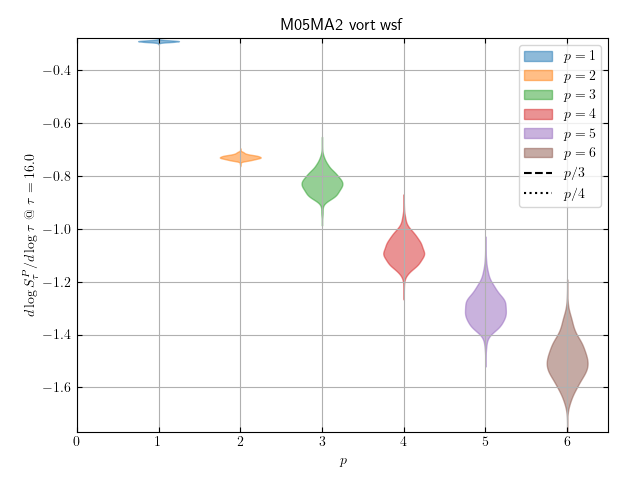 M05MA2 vort wsf
d log S_τ^P / d log τ @ τ = 16.0
−0.4
−0.6
−0.8
−1.0
−1.2
−1.4
−1.6
p = 1
p = 2
p = 3
p = 4
p = 5
p = 6
p/3
p/4
0 1 2 3 4 5 6
p